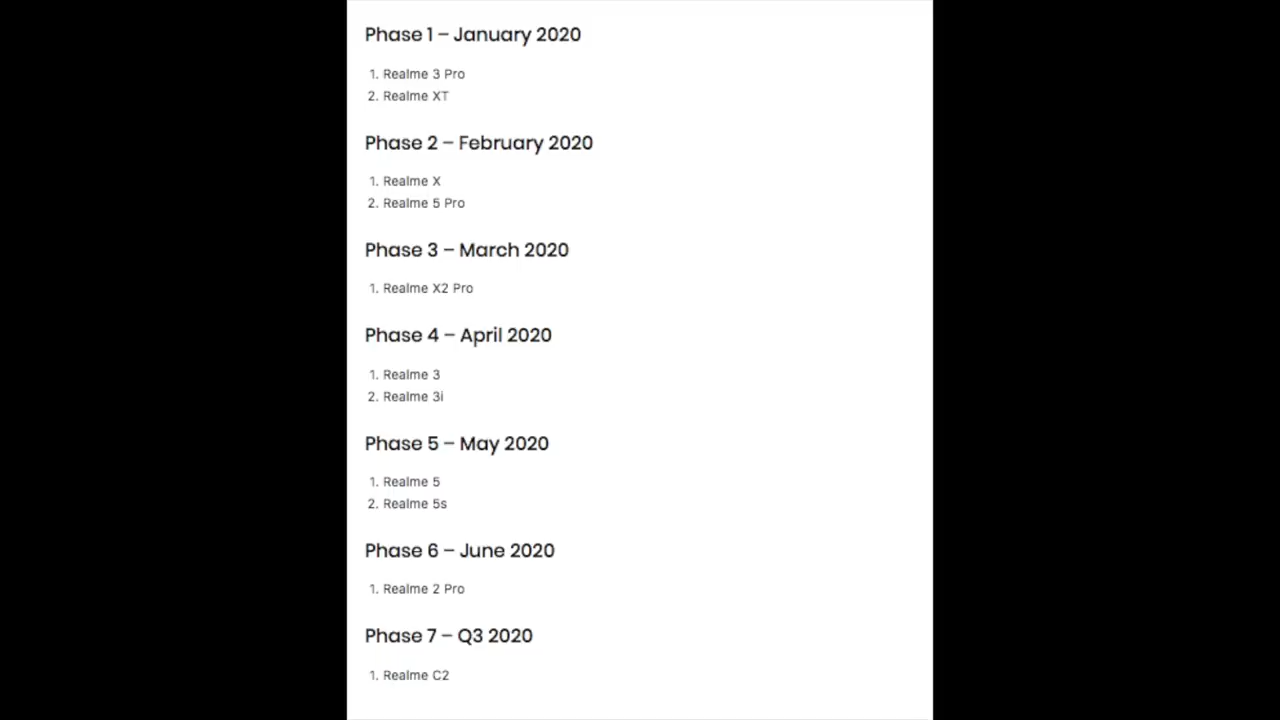 Phase 1 – January 2020
1. Realme 3 Pro
2. Realme XT
Phase 2 – February 2020
1. Realme X
2. Realme 5 Pro
Phase 3 – March 2020
1. Realme X2 Pro
Phase 4 – April 2020
1. Realme 3
2. Realme 3i
Phase 5 – May 2020
1. Realme 5
2. Realme 5s
Phase 6 – June 2020
1. Realme 2 Pro
Phase 7 – Q3 2020
1. Realme C2